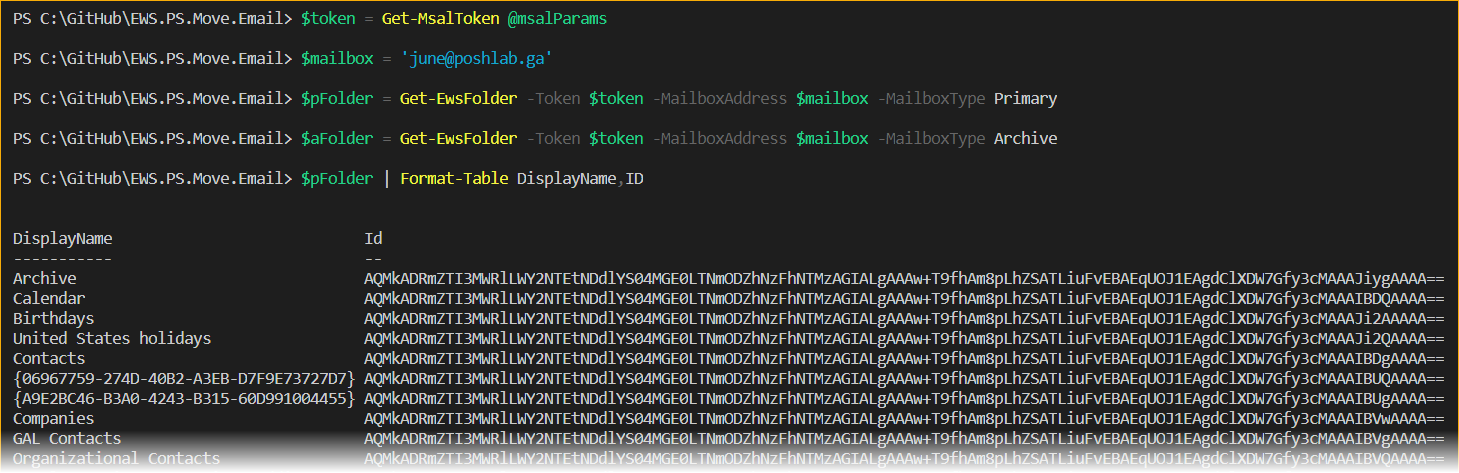 PS C:\GitHub\EWS.PS.Move.Email> $token = Get-MsalToken @msalParams
PS C:\GitHub\EWS.PS.Move.Email> $mailbox = 'june@poshlab.ga'
PS C:\GitHub\EWS.PS.Move.Email> $pFolder = Get-EwsFolder -Token $token -MailboxAddress $mailbox -MailboxType Primary
PS C:\GitHub\EWS.PS.Move.Email> $aFolder = Get-EwsFolder -Token $token -MailboxAddress $mailbox -MailboxType Archive
PS C:\GitHub\EWS.PS.Move.Email> $pFolder | Format-Table DisplayName,ID
DisplayName Id
----------- --
Archive AQMkADRmZTI3MWRlLWY2NTEtNDdlYS04MGE0LTNmODZhNzFhNTMzAGIALgAAAw+T9fhAm8pLhZSATLiuFvEBAEqUOJ1EAgdClXDW7Gfy3cMAAAJiygAAAA==
Calendar AQMkADRmZTI3MWRlLWY2NTEtNDdlYS04MGE0LTNmODZhNzFhNTMzAGIALgAAAw+T9fhAm8pLhZSATLiuFvEBAEqUOJ1EAgdClXDW7Gfy3cMAAAIBDQAAAA==
Birthdays AQMkADRmZTI3MWRlLWY2NTEtNDdlYS04MGE0LTNmODZhNzFhNTMzAGIALgAAAw+T9fhAm8pLhZSATLiuFvEBAEqUOJ1EAgdClXDW7Gfy3cMAAAJi2AAAAA==
United States holidays AQMkADRmZTI3MWRlLWY2NTEtNDdlYS04MGE0LTNmODZhNzFhNTMzAGIALgAAAw+T9fhAm8pLhZSATLiuFvEBAEqUOJ1EAgdClXDW7Gfy3cMAAAJi2QAAAA==
Contacts AQMkADRmZTI3MWRlLWY2NTEtNDdlYS04MGE0LTNmODZhNzFhNTMzAGIALgAAAw+T9fhAm8pLhZSATLiuFvEBAEqUOJ1EAgdClXDW7Gfy3cMAAAIBDgAAAA==
{06967759-274D-40B2-A3EB-D7F9E73727D7} AQMkADRmZTI3MWRlLWY2NTEtNDdlYS04MGE0LTNmODZhNzFhNTMzAGIALgAAAw+T9fhAm8pLhZSATLiuFvEBAEqUOJ1EAgdClXDW7Gfy3cMAAAIBUQAAAA==
{A9E2BC46-B3A0-4243-B315-60D991004455} AQMkADRmZTI3MWRlLWY2NTEtNDdlYS04MGE0LTNmODZhNzFhNTMzAGIALgAAAw+T9fhAm8pLhZSATLiuFvEBAEqUOJ1EAgdClXDW7Gfy3cMAAAIBUgAAAA==
Companies AQMkADRmZTI3MWRlLWY2NTEtNDdlYS04MGE0LTNmODZhNzFhNTMzAGIALgAAAw+T9fhAm8pLhZSATLiuFvEBAEqUOJ1EAgdClXDW7Gfy3cMAAAIBVwAAAA==
GAL Contacts AQMkADRmZTI3MWRlLWY2NTEtNDdlYS04MGE0LTNmODZhNzFhNTMzAGIALgAAAw+T9fhAm8pLhZSATLiuFvEBAEqUOJ1EAgdClXDW7Gfy3cMAAAIBVgAAAA==
Organizational Contacts AQMkADRmZTI3MWRlLWY2NTEtNDdlYS04MGE0LTNmODZhNzFhNTMzAGIALgAAAw+T9fhAm8pLhZSATLiuFvEBAEqUOJ1EAgdClXDW7Gfy3cMAAAIBVQAAAA==